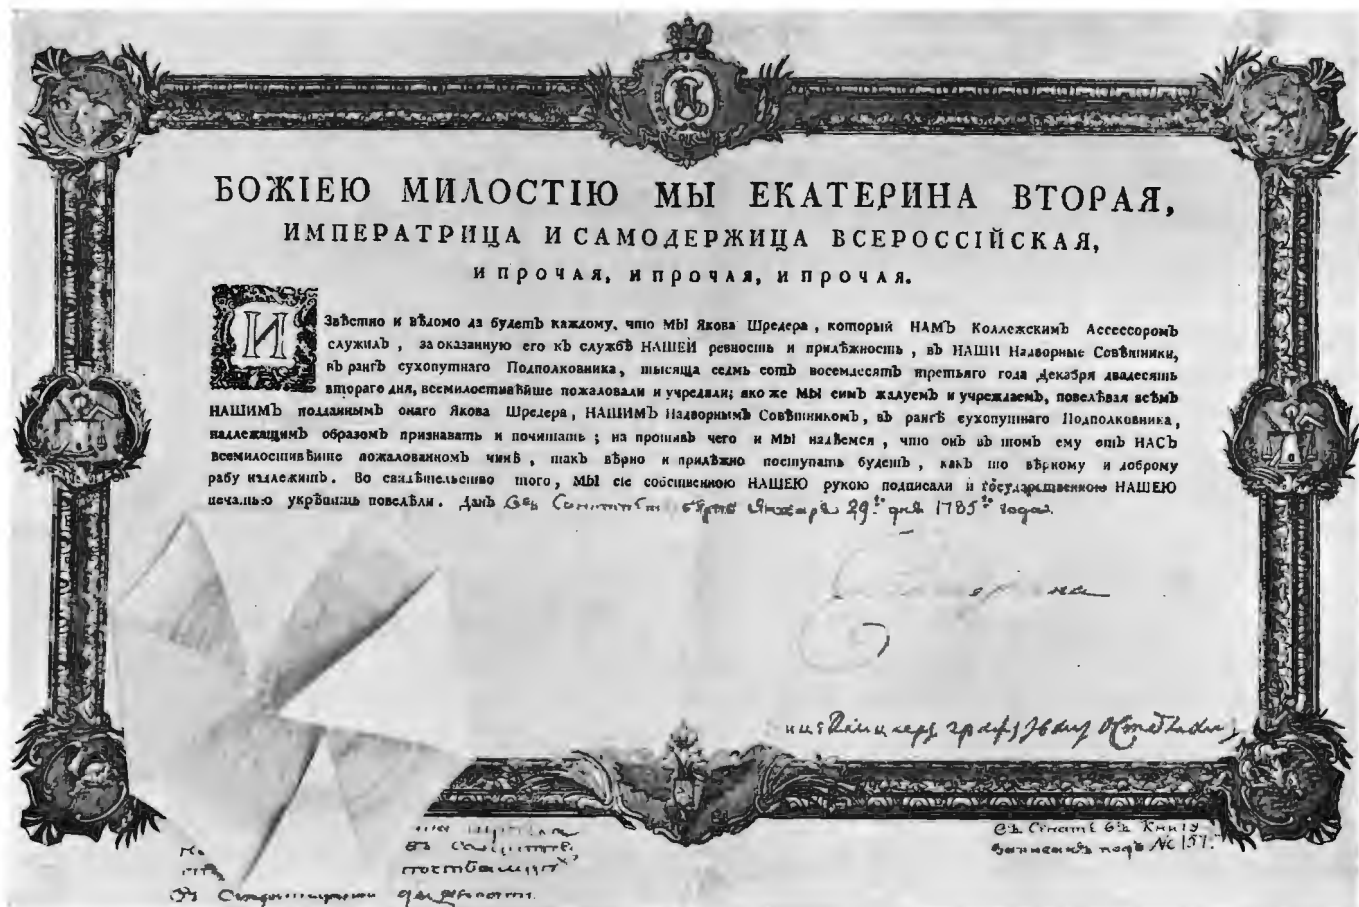 БОЖІЕЮ МИЛОСТІЮ МЫ ЕКАТЕРИНА ВТОРАЯ,
ИМПЕРАТРИЦА И САМОДЕРЖИЦА ВСЕРОССІЙСКАЯ,
И ПРОЧАЯ, И ПРОЧАЯ, И ПРОЧАЯ.
ИЗвѣстно и вѣдомо да будетъ каждому, что МЫ Якова Шредера, который НАМЪ Коллежскимъ Ассессоромъ
служилъ, за оказанную его къ службѣ НАШЕЙ ревность и прилѣжность, въ НАШИ Надворные Совѣтники,
въ рангѣ сухопутнаго Подполковника, тысяща седмь сотъ восемдесятъ третьяго года Декабря двадесять
втораго дня, всемилостивѣйше пожаловали и учредили; яко же МЫ симъ жалуемъ и учреждаемъ, повелѣвая всѣмъ
НАШИМЪ подданнымъ онаго Якова Шредера, НАШИМЪ Надворнымъ Совѣтникомъ, въ рангѣ сухопутнаго Подполковника,
надлежащимъ образомъ признавать и почитать; на противъ чего и МЫ надѣемся, что онъ въ томъ ему отъ НАСЪ
всемилостивѣйше пожалованномъ чинѣ, такъ вѣрно и прилѣжно поступать будетъ, какъ то вѣрному и доброму
рабу надлежитъ. Во свидѣтельство того, МЫ сіе собственною НАШЕЮ рукою подписали и Государственною НАШЕЮ
печатью укрѣпить повелѣли. Данъ Генваря 29го дня 1785го года.
графъ Иванъ Остерманъ
Въ Сенатѣ въ Книгу
записанъ подъ № 157.